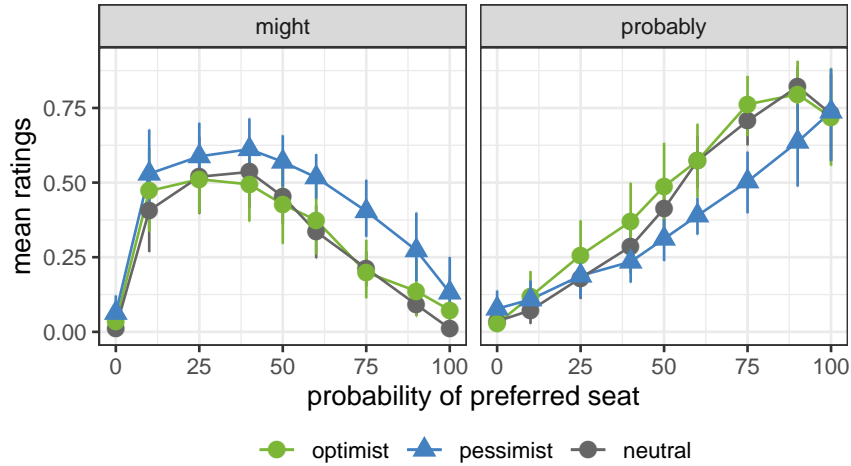 might probably
mean ratings
0.75
0.50
0.25
0.00
0 25 50 75 100 0 25 50 75 100
probability of preferred seat
optimist pessimist neutral